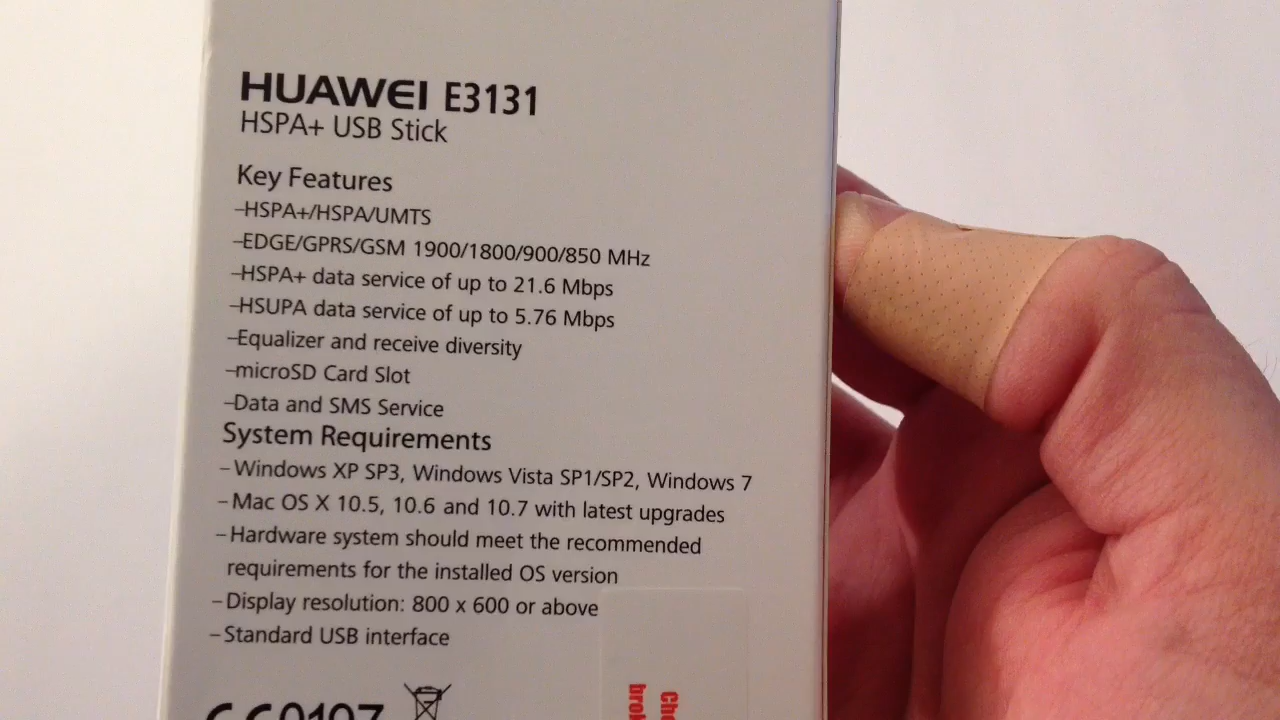 HUAWEI E3131
HSPA+ USB Stick
Key Features
–HSPA+/HSPA/UMTS
–EDGE/GPRS/GSM 1900/1800/900/850 MHz
–HSPA+ data service of up to 21.6 Mbps
–HSUPA data service of up to 5.76 Mbps
–Equalizer and receive diversity
–microSD Card Slot
–Data and SMS Service
System Requirements
– Windows XP SP3, Windows Vista SP1/SP2, Windows 7
– Mac OS X 10.5, 10.6 and 10.7 with latest upgrades
– Hardware system should meet the recommended
requirements for the installed OS version
– Display resolution: 800 x 600 or above
– Standard USB interface